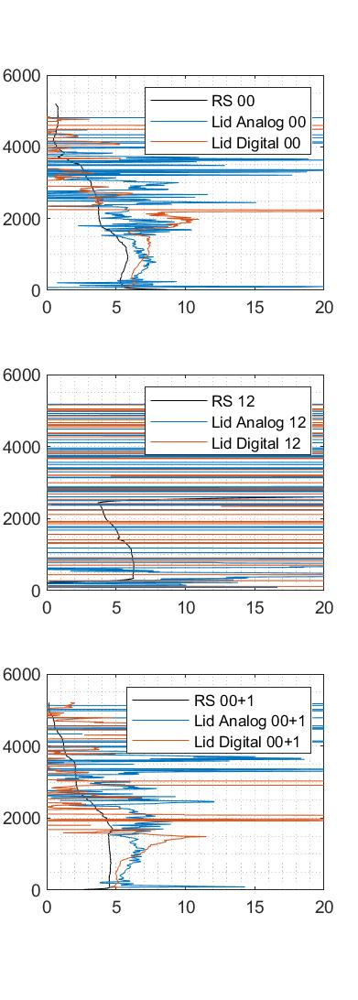 6000
4000
2000
0
RS 00
Lid Analog 00
Lid Digital 00
0 5 10 15 20
6000
4000
2000
0
RS 12
Lid Analog 12
Lid Digital 12
0 5 10 15 20
6000
4000
2000
0
RS 00+1
Lid Analog 00+1
Lid Digital 00+1
0 5 10 15 20